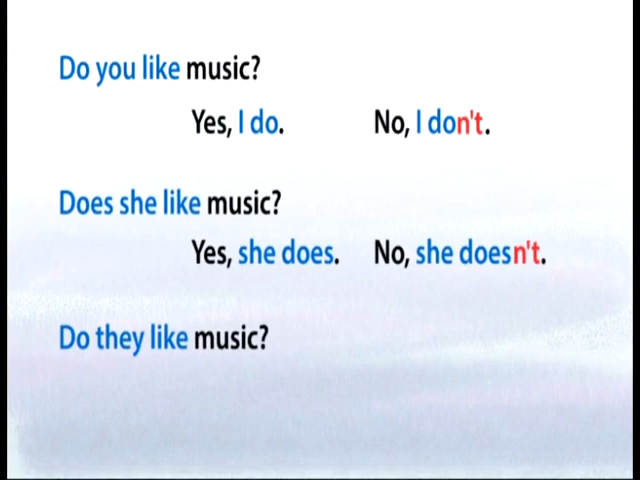 Do you like music?
Yes, I do. No, I don't.
Does she like music?
Yes, she does. No, she doesn't.
Do they like music?